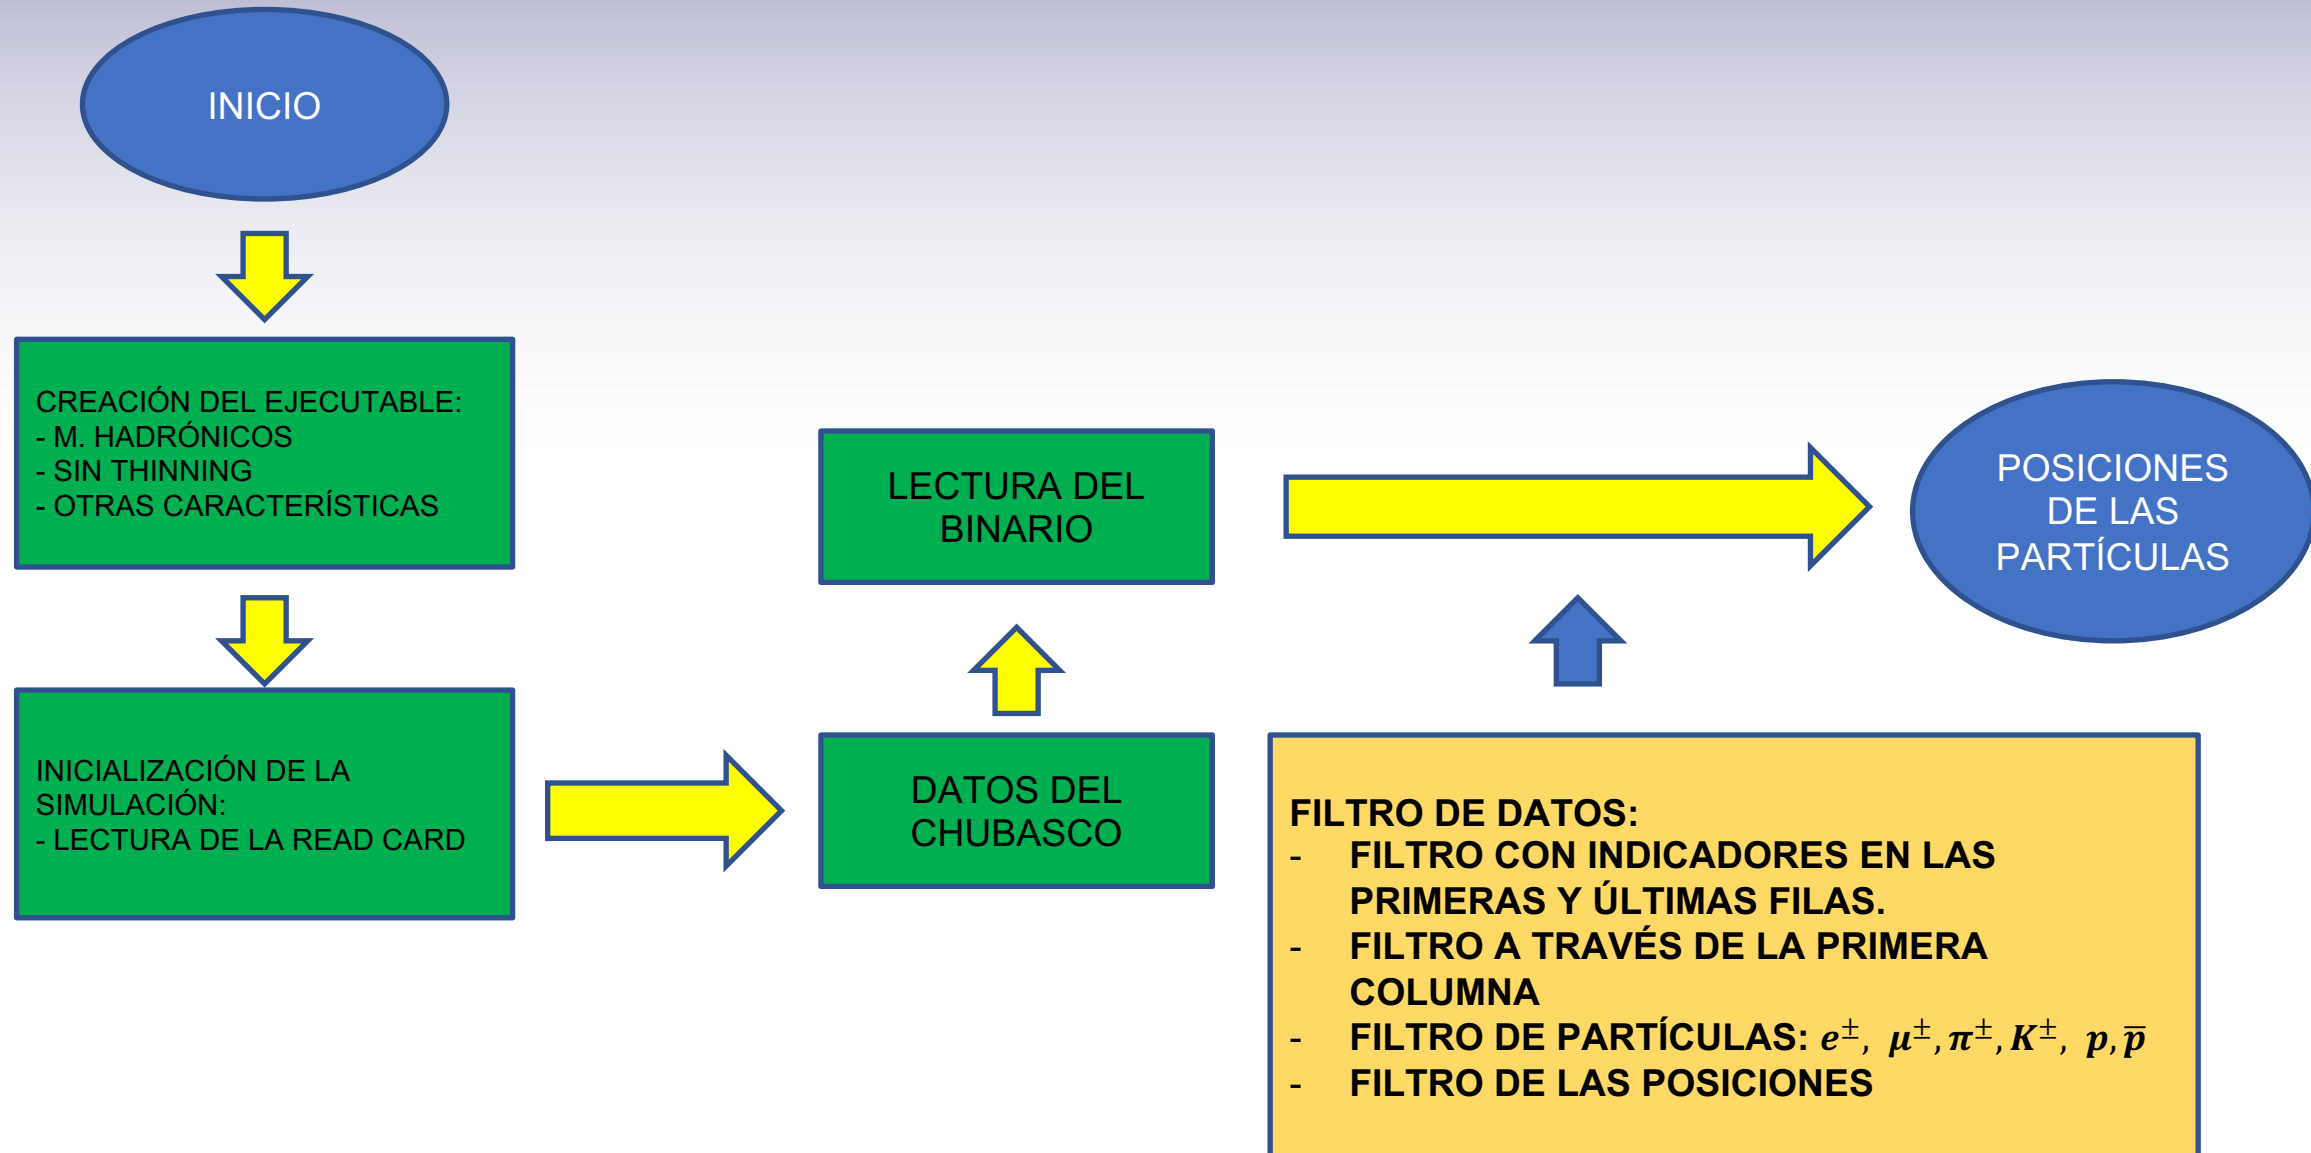 INICIO
CREACIÓN DEL EJECUTABLE:
- M. HADRÓNICOS
- SIN THINNING
- OTRAS CARACTERÍSTICAS
INICIALIZACIÓN DE LA
SIMULACIÓN:
- LECTURA DE LA READ CARD
LECTURA DEL
BINARIO
DATOS DEL
CHUBASCO
POSICIONES
DE LAS
PARTÍCULAS
FILTRO DE DATOS:
- FILTRO CON INDICADORES EN LAS
PRIMERAS Y ÚLTIMAS FILAS.
- FILTRO A TRAVÉS DE LA PRIMERA
COLUMNA
- FILTRO DE PARTÍCULAS: e^±, μ^±, π^±, K^±, p, p̅
- FILTRO DE LAS POSICIONES